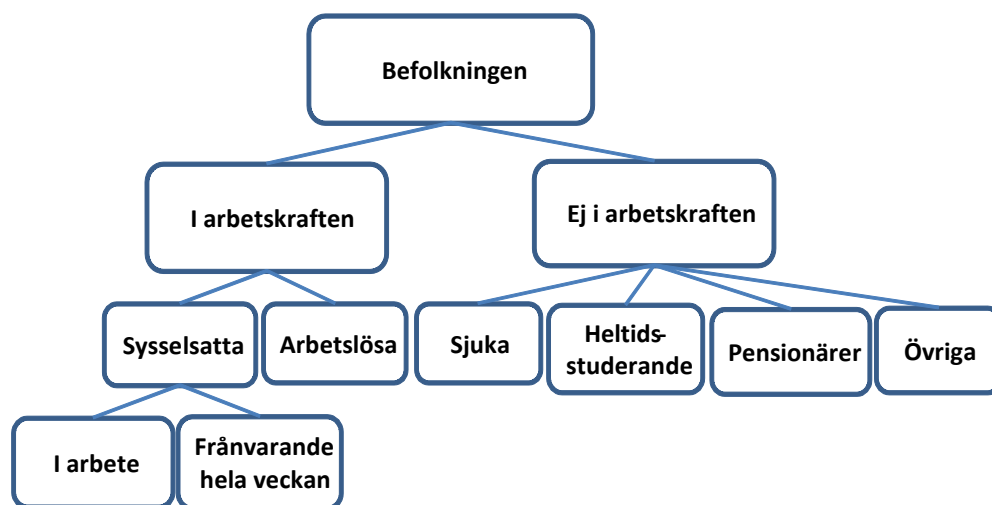 Befolkningen
I arbetskraften
Ej i arbetskraften
Sysselsatta
Arbetslösa
Sjuka
Heltids-
studerande
Pensionärer
Övriga
I arbete
Frånvarande
hela veckan